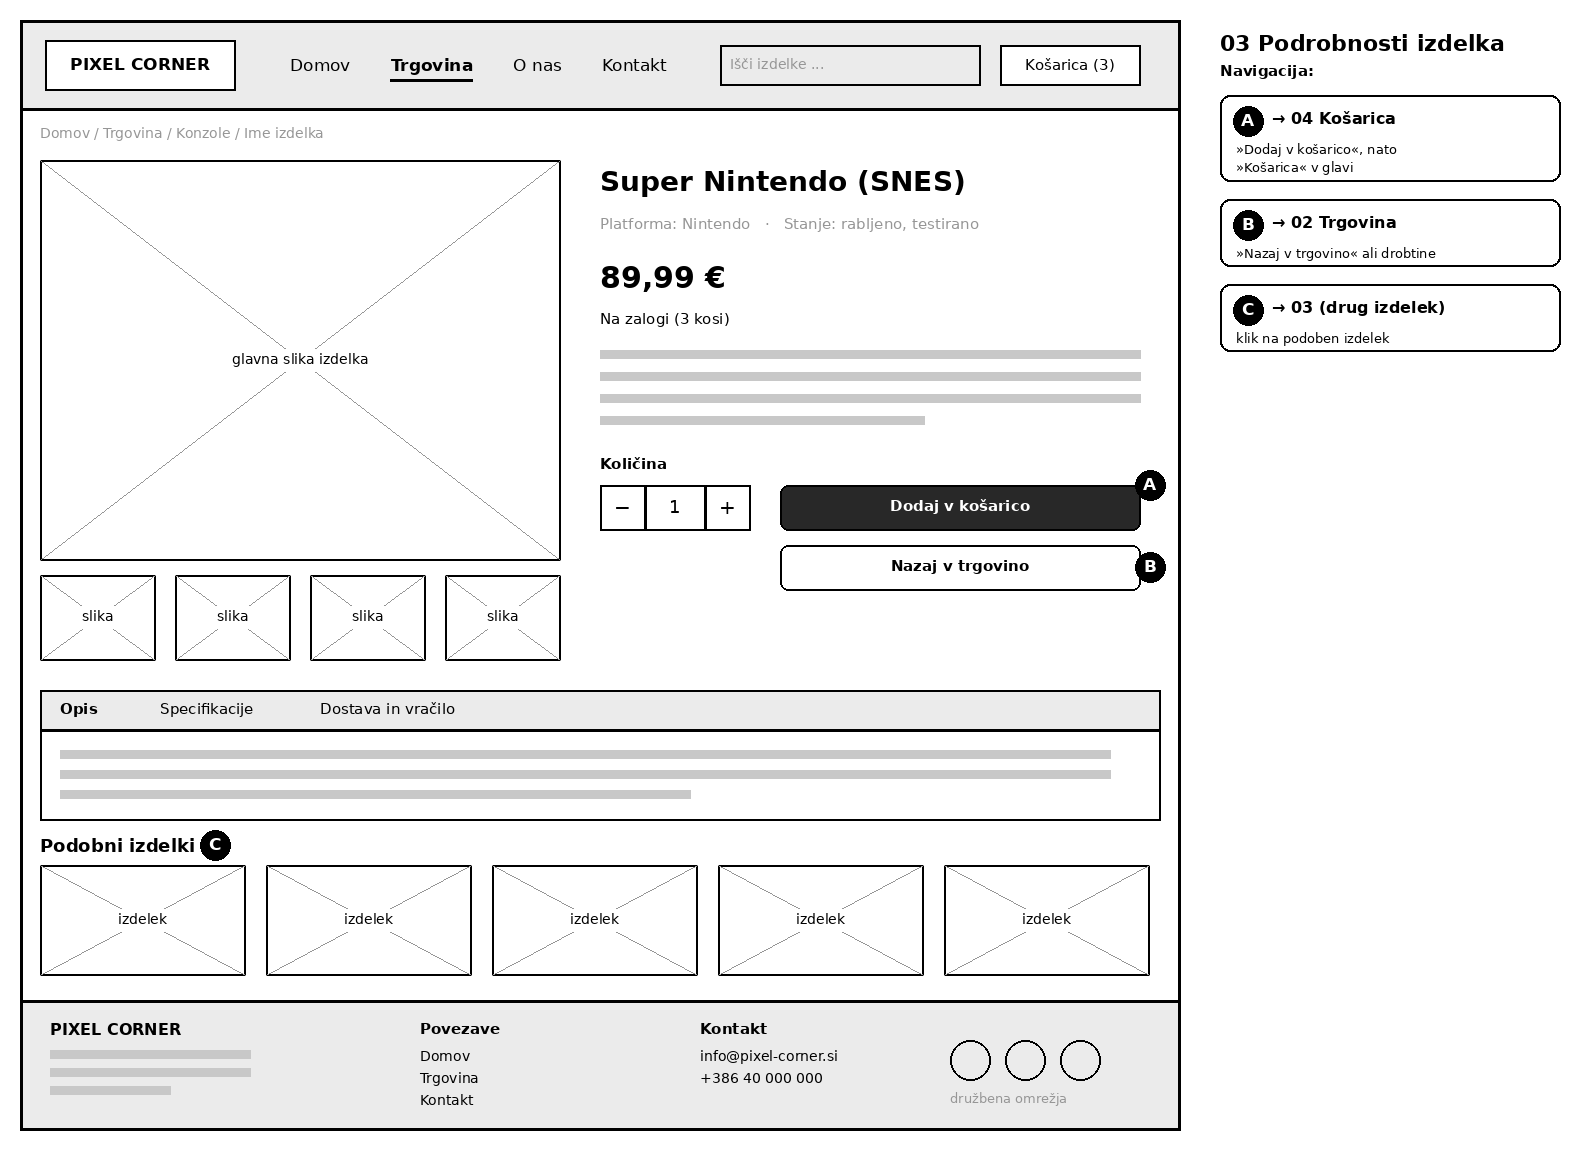 PIXEL CORNER
Domov
Trgovina
O nas
Kontakt
Išči izdelke ...
Košarica (3)
Domov / Trgovina / Konzole / Ime izdelka
glavna slika izdelka
slika
slika
slika
slika
Super Nintendo (SNES)
Platforma: Nintendo · Stanje: rabljeno, testirano
89,99 €
Na zalogi (3 kosi)
Količina
− 1 +
Dodaj v košarico
A
Nazaj v trgovino
B
Opis
Specifikacije
Dostava in vračilo
Podobni izdelki
C
izdelek
izdelek
izdelek
izdelek
izdelek
PIXEL CORNER
Povezave
Domov
Trgovina
Kontakt
Kontakt
info@pixel-corner.si
+386 40 000 000
družbena omrežja
03 Podrobnosti izdelka
Navigacija:
A → 04 Košarica
»Dodaj v košarico«, nato
»Košarica« v glavi
B → 02 Trgovina
»Nazaj v trgovino« ali drobtine
C → 03 (drug izdelek)
klik na podoben izdelek